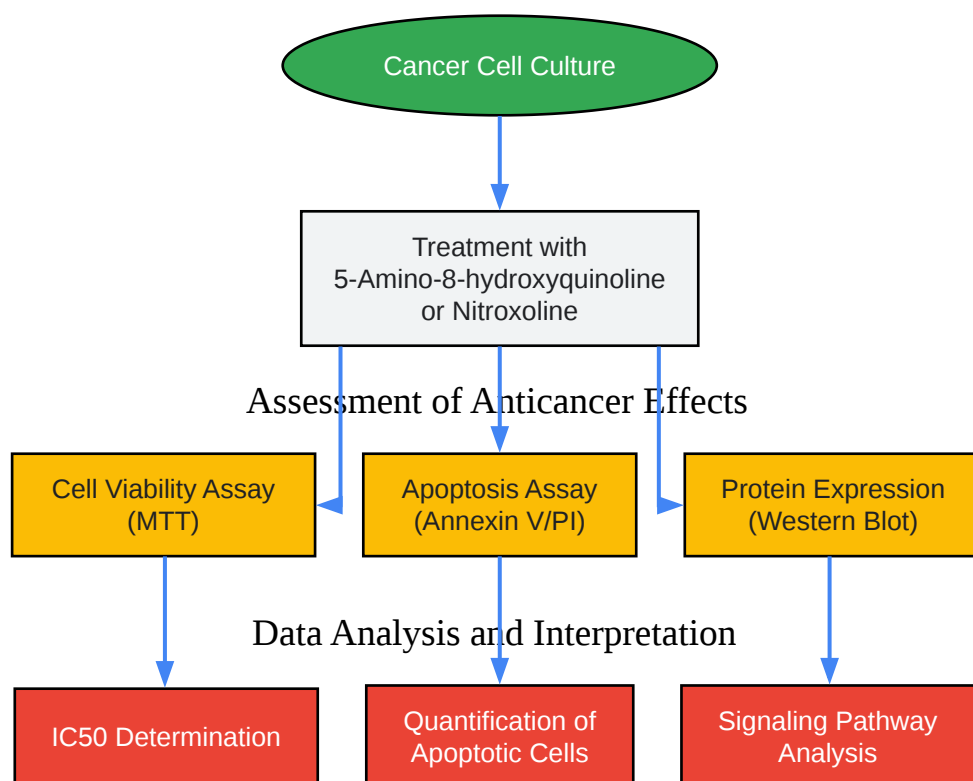 Cancer Cell Culture
Treatment with
5-Amino-8-hydroxyquinoline
or Nitroxoline
Assessment of Anticancer Effects
Cell Viability Assay
(MTT)
Apoptosis Assay
(Annexin V/PI)
Protein Expression
(Western Blot)
Data Analysis and Interpretation
IC50 Determination
Quantification of
Apoptotic Cells
Signaling Pathway
Analysis